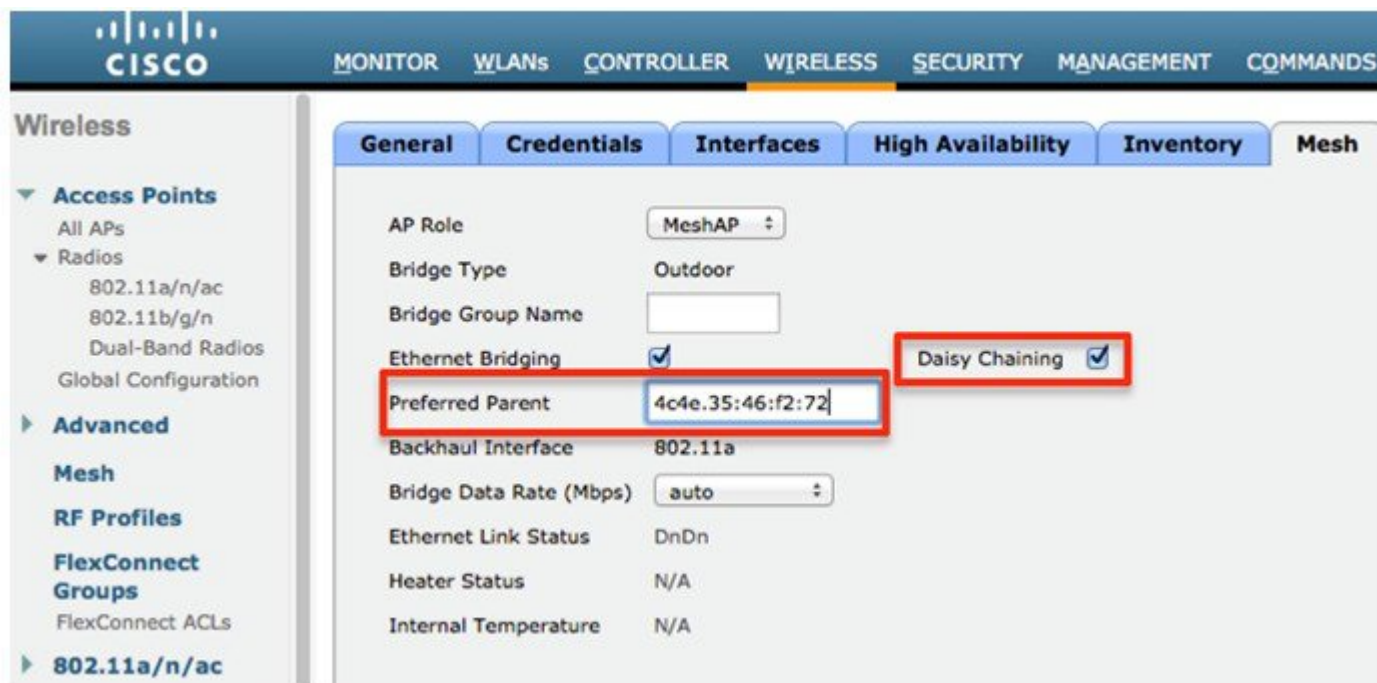 CISCO
MONITOR WLANs CONTROLLER WIRELESS SECURITY MANAGEMENT COMMANDS
Wireless
Access Points
All APs
Radios
802.11a/n/ac
802.11b/g/n
Dual-Band Radios
Global Configuration
Advanced
Mesh
RF Profiles
FlexConnect
Groups
FlexConnect ACLs
802.11a/n/ac
General Credentials Interfaces High Availability Inventory Mesh
AP Role MeshAP
Bridge Type Outdoor
Bridge Group Name
Ethernet Bridging Daisy Chaining
Preferred Parent 4c4e.35:46:f2:72
Backhaul Interface 802.11a
Bridge Data Rate (Mbps) auto
Ethernet Link Status DnDn
Heater Status N/A
Internal Temperature N/A